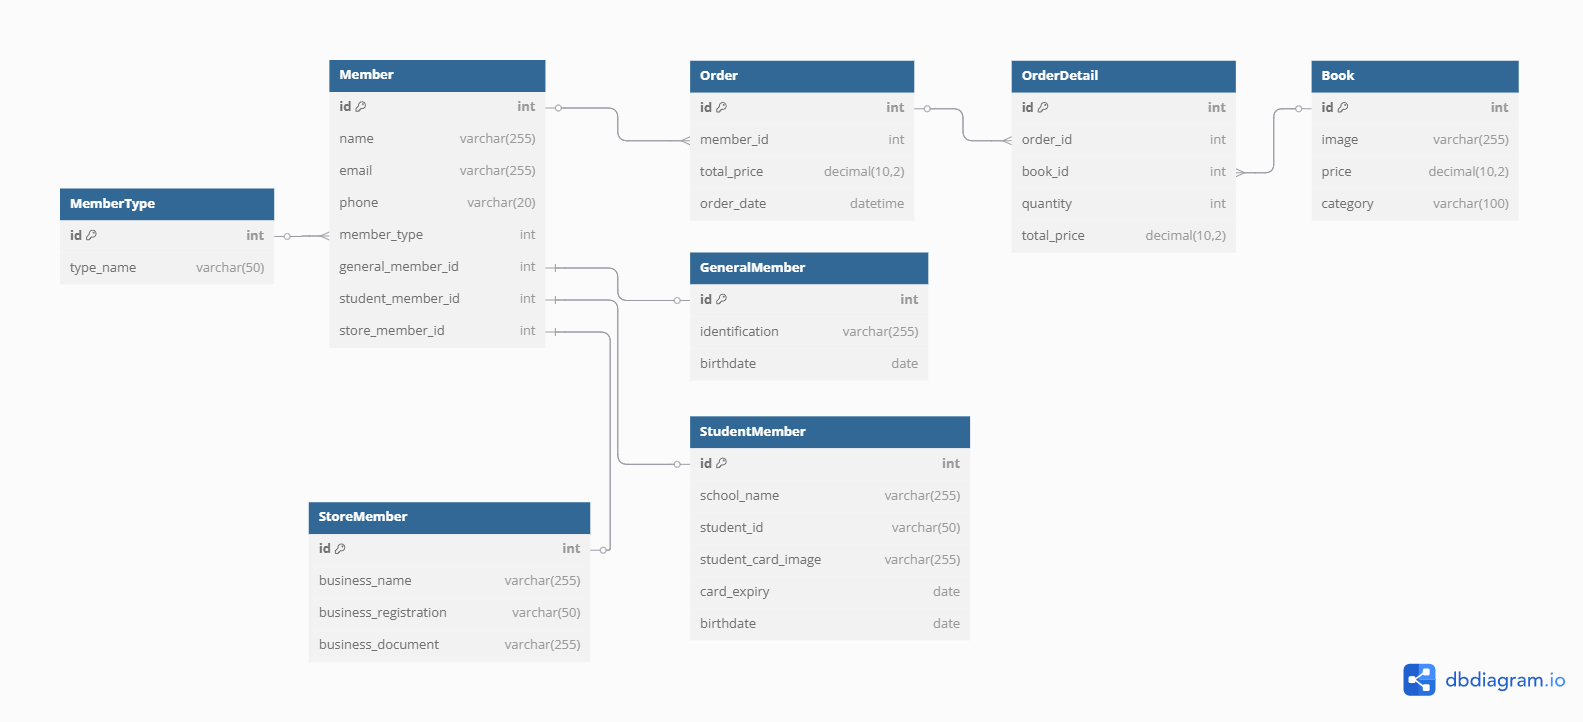 MemberType
id int
type_name varchar(50)
Member
id int
name varchar(255)
email varchar(255)
phone varchar(20)
member_type int
general_member_id int
student_member_id int
store_member_id int
Order
id int
member_id int
total_price decimal(10,2)
order_date datetime
OrderDetail
id int
order_id int
book_id int
quantity int
total_price decimal(10,2)
Book
id int
image varchar(255)
price decimal(10,2)
category varchar(100)
GeneralMember
id int
identification varchar(255)
birthdate date
StudentMember
id int
school_name varchar(255)
student_id varchar(50)
student_card_image varchar(255)
card_expiry date
birthdate date
StoreMember
id int
business_name varchar(255)
business_registration varchar(50)
business_document varchar(255)
dbdiagram.io